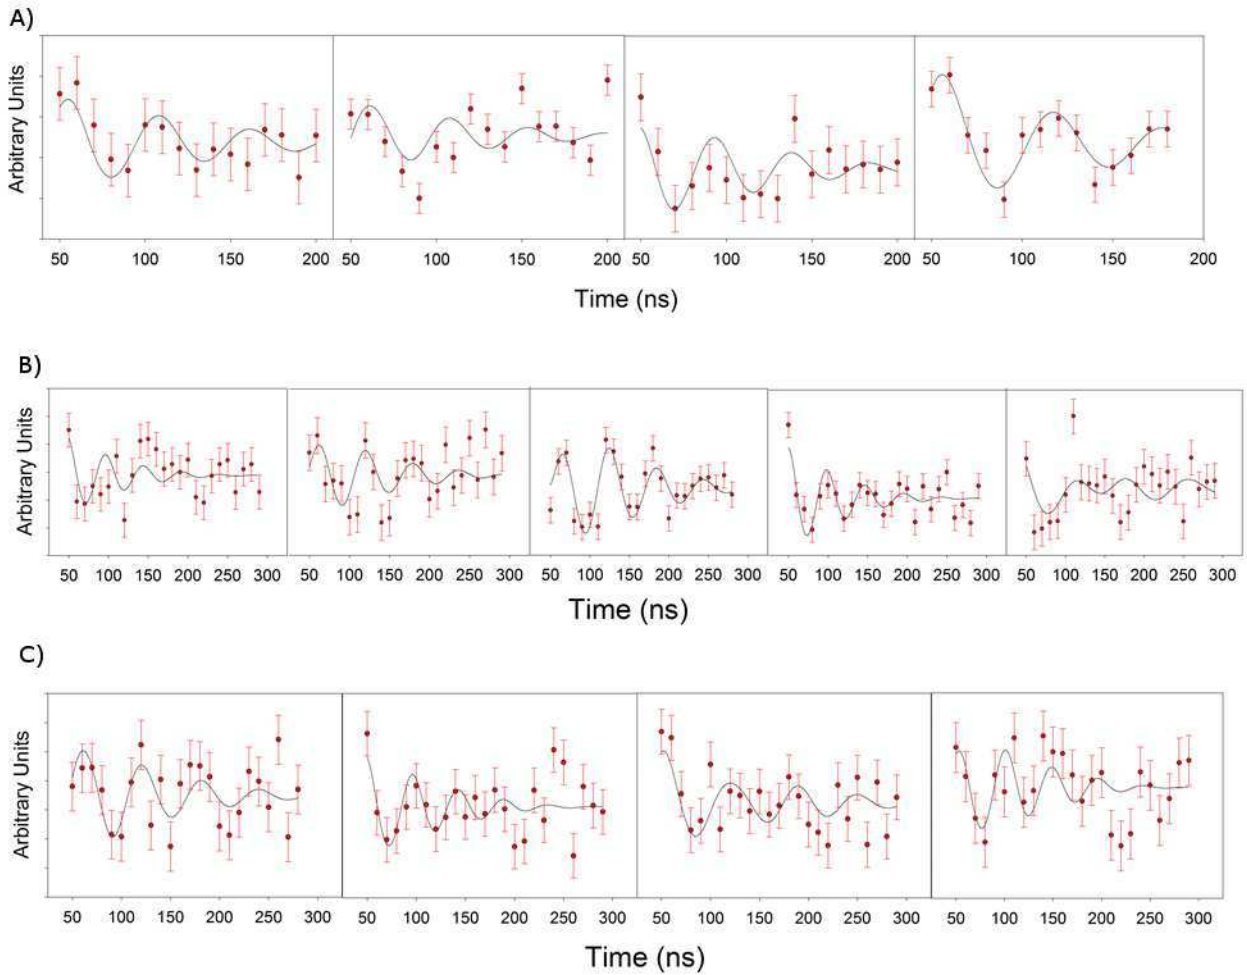 A)
Arbitrary Units
50 100 150 200 50 100 150 200 50 100 150 200 50 100 150 200
Time (ns)
B)
Arbitrary Units
50 100 150 200 250 300 50 100 150 200 250 300 50 100 150 200 250 300 50 100 150 200 250 300 50 100 150 200 250 300
Time (ns)
C)
Arbitrary Units
50 100 150 200 250 300 50 100 150 200 250 300 50 100 150 200 250 300 50 100 150 200 250 300
Time (ns)